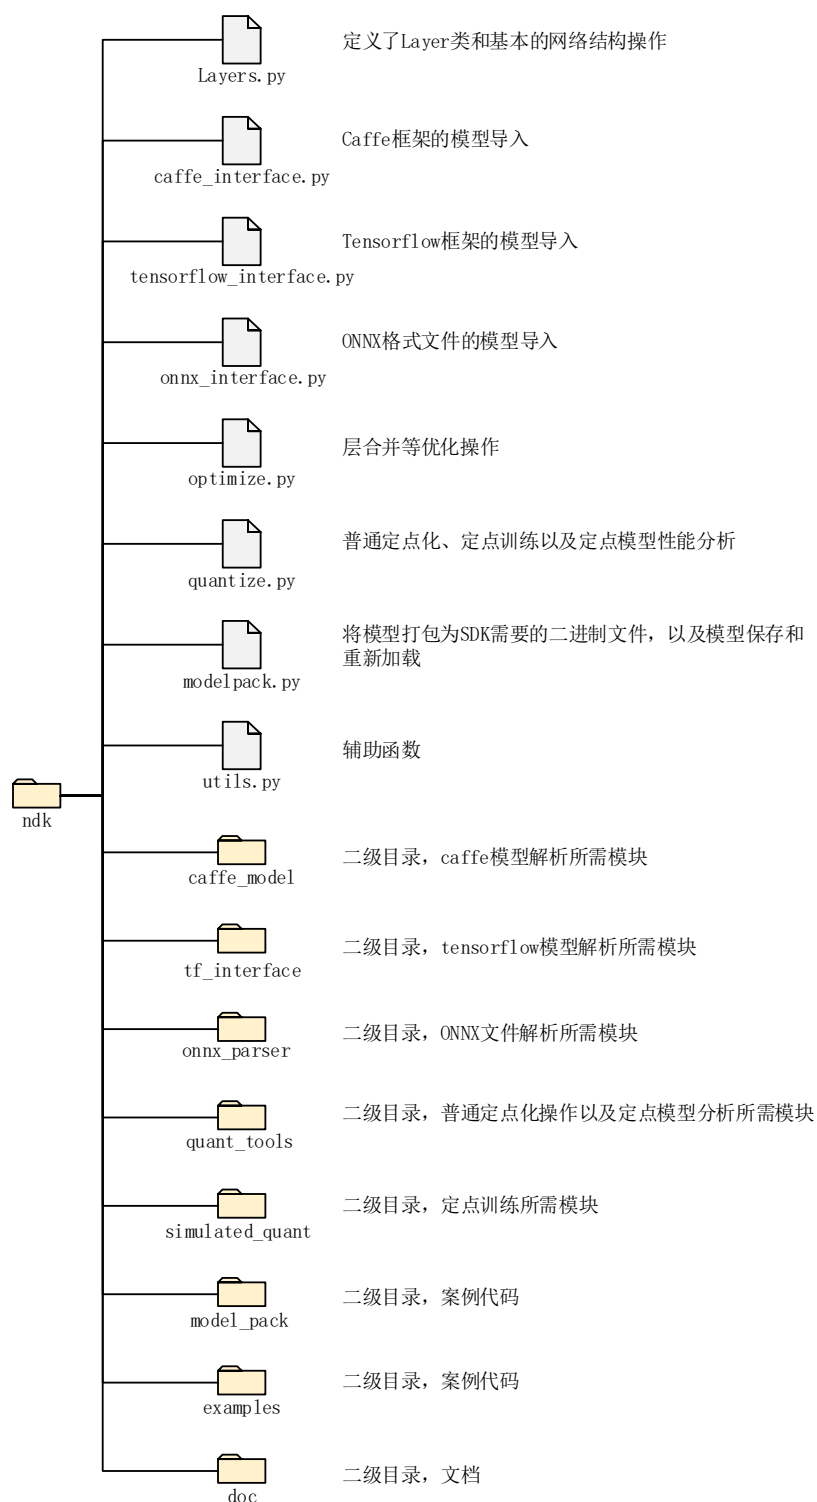 Layers.py
定义了Layer类和基本的网络结构操作
caffe_interface.py
Caffe框架的模型导入
tensorflow_interface.py
Tensorflow框架的模型导入
onnx_interface.py
ONNX格式文件的模型导入
optimize.py
层合并等优化操作
quantize.py
普通定点化、定点训练以及定点模型性能分析
modelpack.py
将模型打包为SDK需要的二进制文件，以及模型保存和
重新加载
utils.py
辅助函数
ndk
caffe_model
二级目录，caffe模型解析所需模块
tf_interface
二级目录，tensorflow模型解析所需模块
onnx_parser
二级目录，ONNX文件解析所需模块
quant_tools
二级目录，普通定点化操作以及定点模型分析所需模块
simulated_quant
二级目录，定点训练所需模块
model_pack
二级目录，案例代码
examples
二级目录，案例代码
doc
二级目录，文档